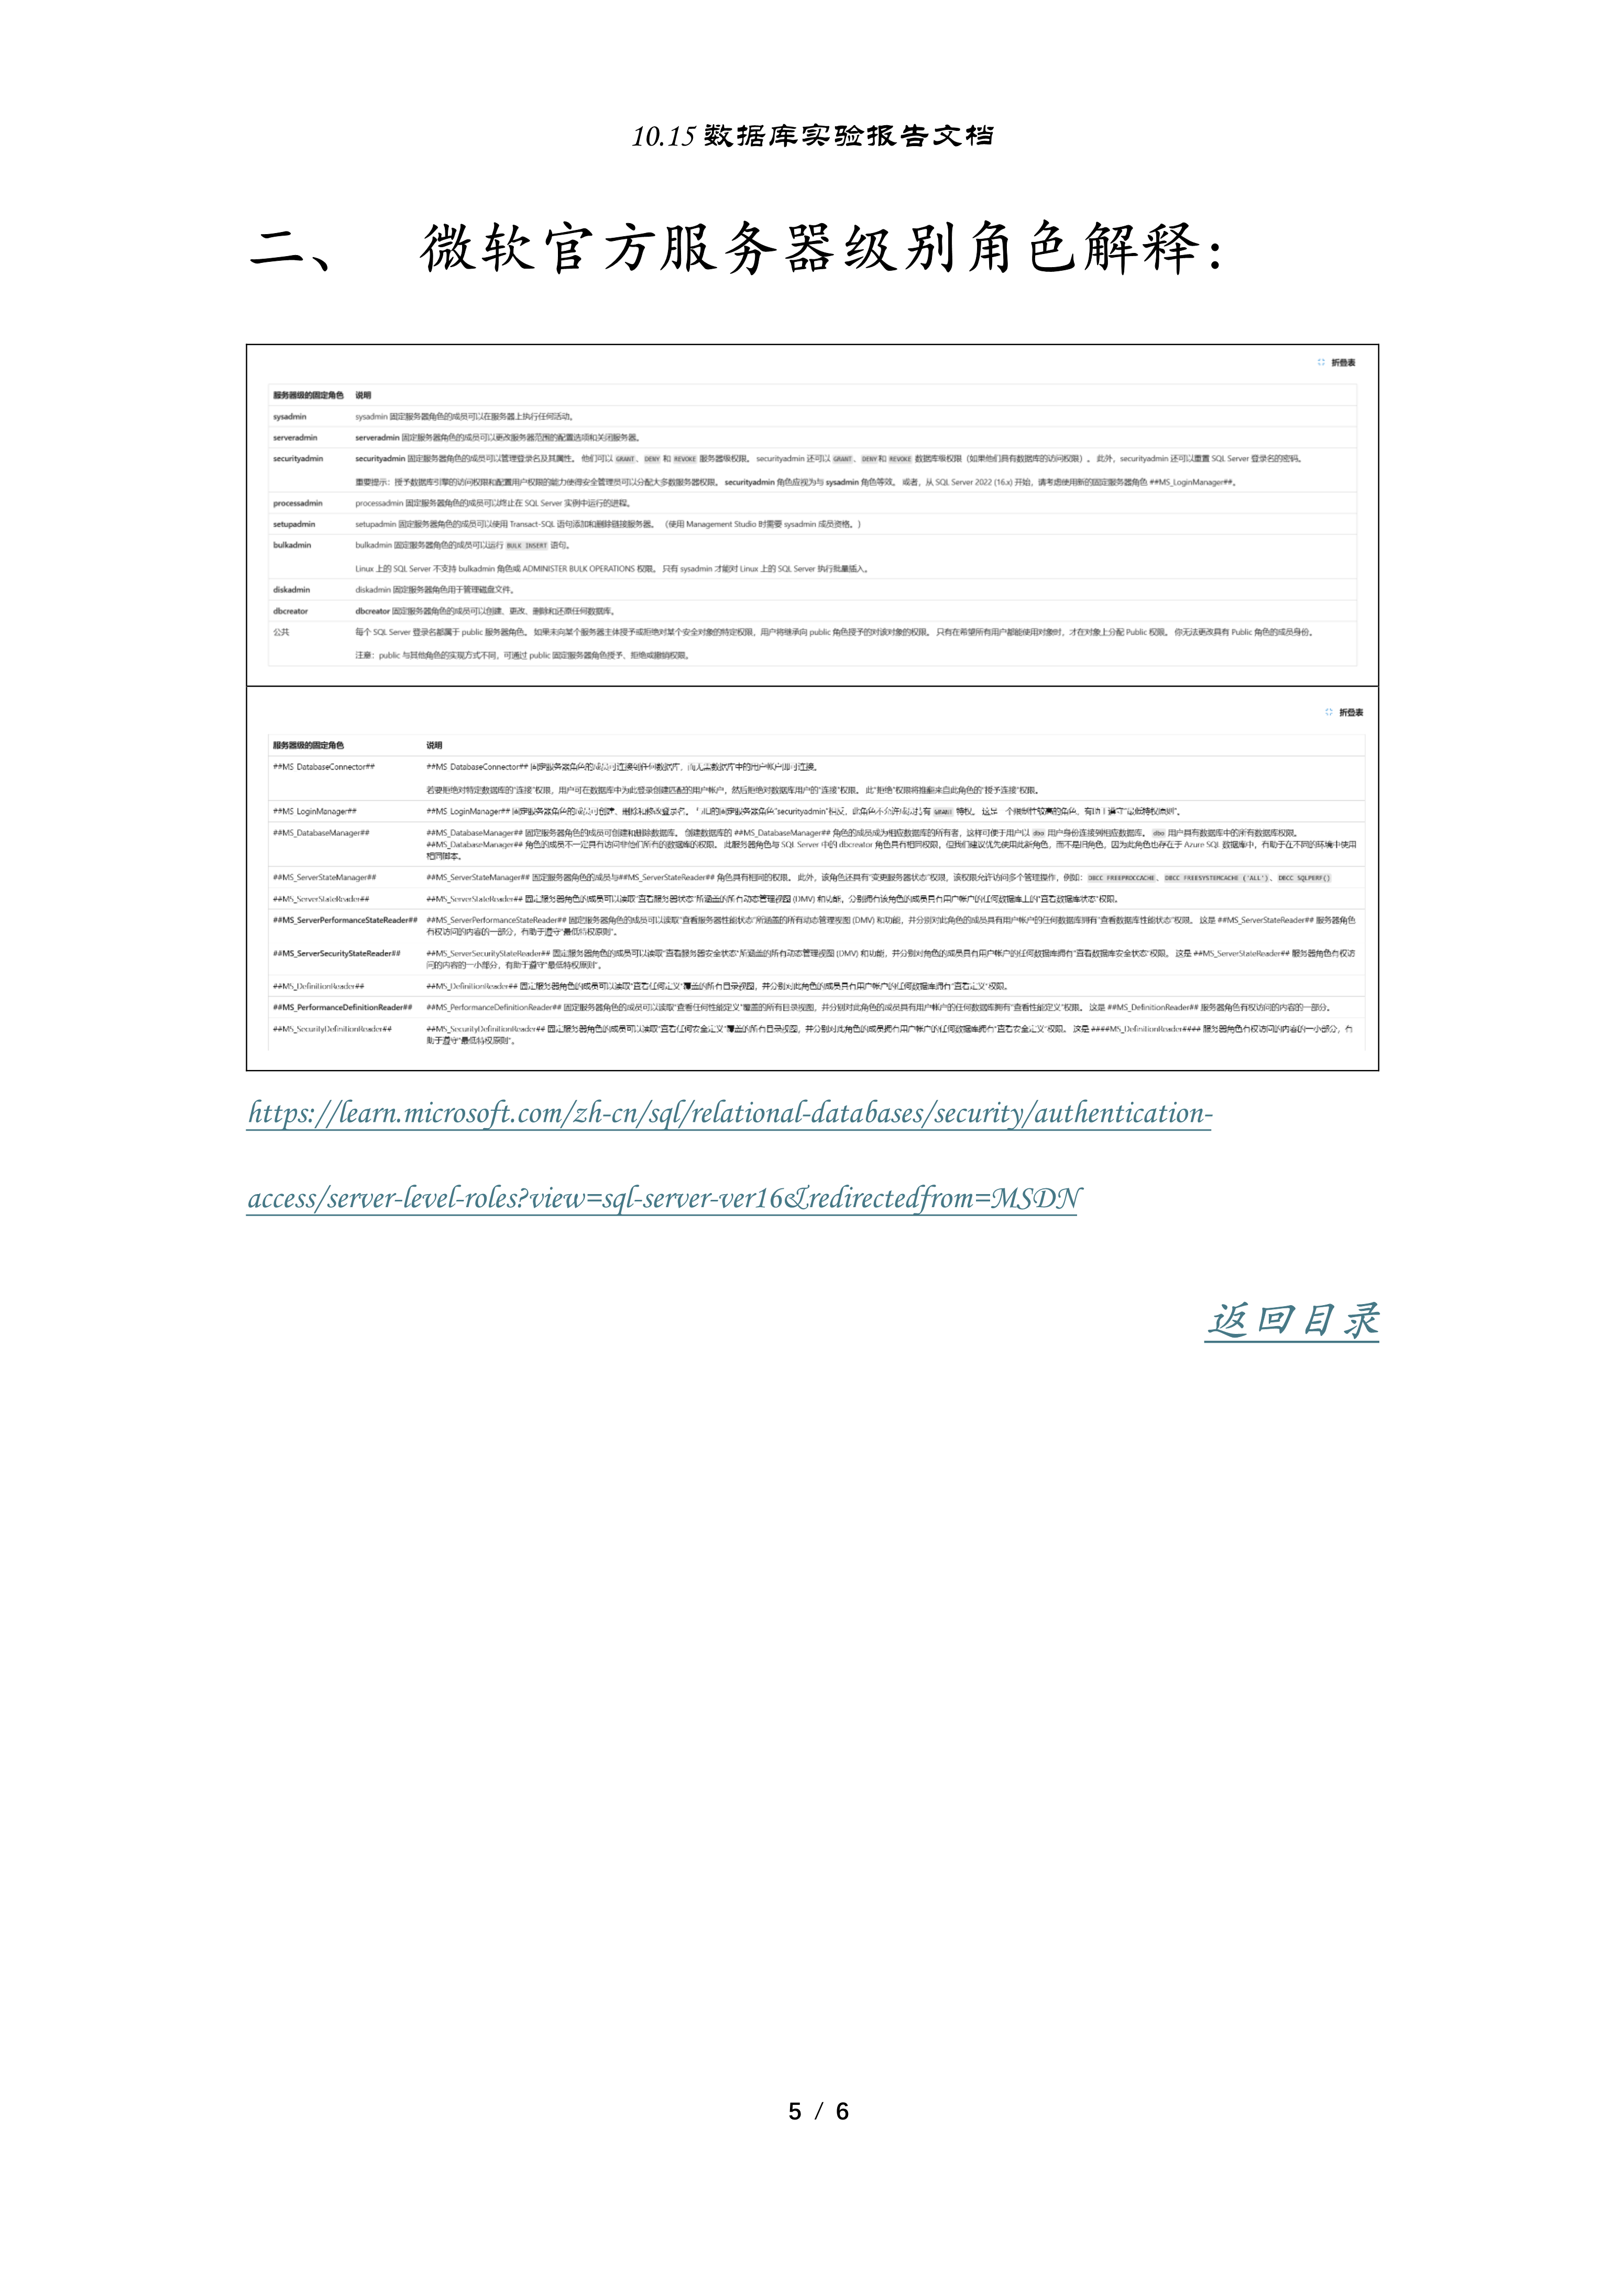 10.15 数据库实验报告文档
二、 微软官方服务器级别角色解释：
折叠表
服务器级的固定角色 说明
sysadmin sysadmin 固定服务器角色的成员可以在服务器上执行任何活动。
serveradmin serveradmin 固定服务器角色的成员可以更改服务器范围的配置选项和关闭服务器。
securityadmin securityadmin 固定服务器角色的成员可以管理登录名及其属性。 他们可以 GRANT、DENY 和 REVOKE 服务器级权限。 securityadmin 还可以 GRANT、DENY和 REVOKE 数据库级权限（如果他们具有数据库的访问权限）。 此外，securityadmin 还可以重置 SQL Server 登录名的密码。
重要提示：授予数据库引擎的访问权限和配置用户权限的能力使得安全管理员可以分配大多数服务器权限。 securityadmin 角色应视为与 sysadmin 角色等效。 或者，从 SQL Server 2022 (16.x) 开始，请考虑使用新的固定服务器角色 ##MS_LoginManager##。
processadmin processadmin 固定服务器角色的成员可以终止在 SQL Server 实例中运行的进程。
setupadmin setupadmin 固定服务器角色的成员可以使用 Transact-SQL 语句添加和删除链接服务器。 （使用 Management Studio 时需要 sysadmin 成员资格。）
bulkadmin bulkadmin 固定服务器角色的成员可以运行 BULK INSERT 语句。
Linux 上的 SQL Server 不支持 bulkadmin 角色或 ADMINISTER BULK OPERATIONS 权限。 只有 sysadmin 才能对 Linux 上的 SQL Server 执行批量插入。
diskadmin diskadmin 固定服务器角色用于管理磁盘文件。
dbcreator dbcreator 固定服务器角色的成员可以创建、更改、删除和还原任何数据库。
公共 每个 SQL Server 登录名都属于 public 服务器角色。 如果未向某个服务器主体授予或拒绝对某个安全对象的特定权限，用户将继承向 public 角色授予的对该对象的权限。 只有在希望所有用户都能使用对象时，才在对象上分配 Public 权限。 你无法更改具有 Public 角色的成员身份。
注意：public 与其他角色的实现方式不同，可通过 public 固定服务器角色授予、拒绝或撤销权限。
折叠表
服务器级的固定角色 说明
##MS_DatabaseConnector## ##MS_DatabaseConnector## 固定服务器角色的成员可连接到任何数据库，而无需数据库中的用户帐户即可连接。
若要拒绝对特定数据库的“连接”权限，用户可在数据库中为此登录创建匹配的用户帐户，然后拒绝对数据库用户的“连接”权限。 此“拒绝”权限将推翻来自此角色的“授予连接”权限。
##MS_LoginManager## ##MS_LoginManager## 固定服务器角色的成员可创建、删除和修改登录名。 与旧的固定服务器角色“securityadmin”相反，此角色不允许成员拥有 GRANT 特权。 这是一个限制性较高的角色，有助于遵守“最低特权原则”。
##MS_DatabaseManager## ##MS_DatabaseManager## 固定服务器角色的成员可创建和删除数据库。 创建数据库的 ##MS_DatabaseManager## 角色的成员成为相应数据库的所有者，这样可便于用户以 dbo 用户身份连接到相应数据库。 dbo 用户具有数据库中的所有数据库权限。
##MS_DatabaseManager## 角色的成员不一定具有访问非他们所有的数据库的权限。 此服务器角色与 SQL Server 中的 dbcreator 角色具有相同权限，但我们建议优先使用此新角色，而不是旧角色，因为此角色也存在于 Azure SQL 数据库中，有助于在不同的环境中使用
相同脚本。
##MS_ServerStateManager## ##MS_ServerStateManager## 固定服务器角色的成员与##MS_ServerStateReader## 角色具有相同的权限。 此外，该角色还具有“变更服务器状态”权限，该权限允许访问多个管理操作，例如： DBCC FREEPROCCACHE、DBCC FREESYSTEMCACHE ('ALL')、DBCC SQLPERF()
##MS_ServerStateReader## ##MS_ServerStateReader## 固定服务器角色的成员可以读取“查看服务器状态”所涵盖的所有动态管理视图 (DMV) 和功能，分别拥有该角色的成员具有用户帐户的任何数据库上的“查看数据库状态”权限。
##MS_ServerPerformanceStateReader## ##MS_ServerPerformanceStateReader## 固定服务器角色的成员可以读取“查看服务器性能状态”所涵盖的所有动态管理视图 (DMV) 和功能，并分别对此角色的成员具有用户帐户的任何数据库拥有“查看数据库性能状态”权限。 这是 ##MS_ServerStateReader## 服务器角色
有权访问的内容的一部分，有助于遵守“最低特权原则”。
##MS_ServerSecurityStateReader## ##MS_ServerSecurityStateReader## 固定服务器角色的成员可以读取“查看服务器安全状态”所涵盖的所有动态管理视图 (DMV) 和功能，并分别对角色的成员具有用户帐户的任何数据库拥有“查看数据库安全状态”权限。 这是 ##MS_ServerStateReader## 服务器角色有权访
问的内容的一小部分，有助于遵守“最低特权原则”。
##MS_DefinitionReader## ##MS_DefinitionReader## 固定服务器角色的成员可以读取“查看任何定义”覆盖的所有目录视图，并分别对此角色的成员具有用户帐户的任何数据库拥有“查看定义”权限。
##MS_PerformanceDefinitionReader## ##MS_PerformanceDefinitionReader## 固定服务器角色的成员可以读取“查看任何性能定义”覆盖的所有目录视图，并分别对此角色的成员具有用户帐户的任何数据库拥有“查看性能定义”权限。 这是 ##MS_DefinitionReader## 服务器角色有权访问的内容的一部分。
##MS_SecurityDefinitionReader## ##MS_SecurityDefinitionReader## 固定服务器角色的成员可以读取“查看任何安全定义”覆盖的所有目录视图，并分别对此角色的成员拥有用户帐户的任何数据库拥有“查看安全定义”权限。 这是 ####MS_DefinitionReader#### 服务器角色有权访问的内容的一小部分，有
助于遵守“最低特权原则”。
https://learn.microsoft.com/zh-cn/sql/relational-databases/security/authentication-
access/server-level-roles?view=sql-server-ver16&redirectedfrom=MSDN
返回目录
5 / 6